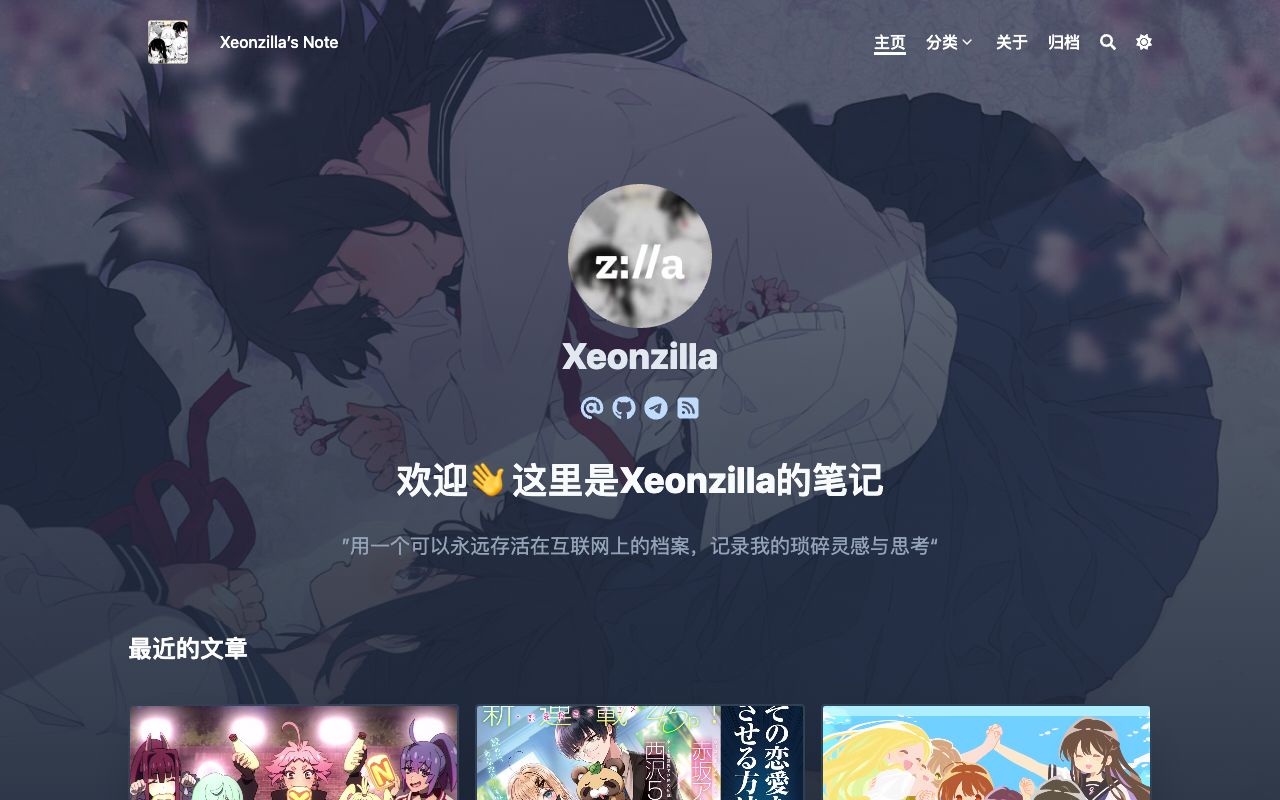 Xeonzilla's Note
主页 分类 关于 归档
z://a
Xeonzilla
欢迎👋 这里是Xeonzilla的笔记
"用一个可以永远存活在互联网上的档案，记录我的琐碎灵感与思考“
最近的文章
新連載
赤坂ア
西沢5
その恋愛
させる方
N